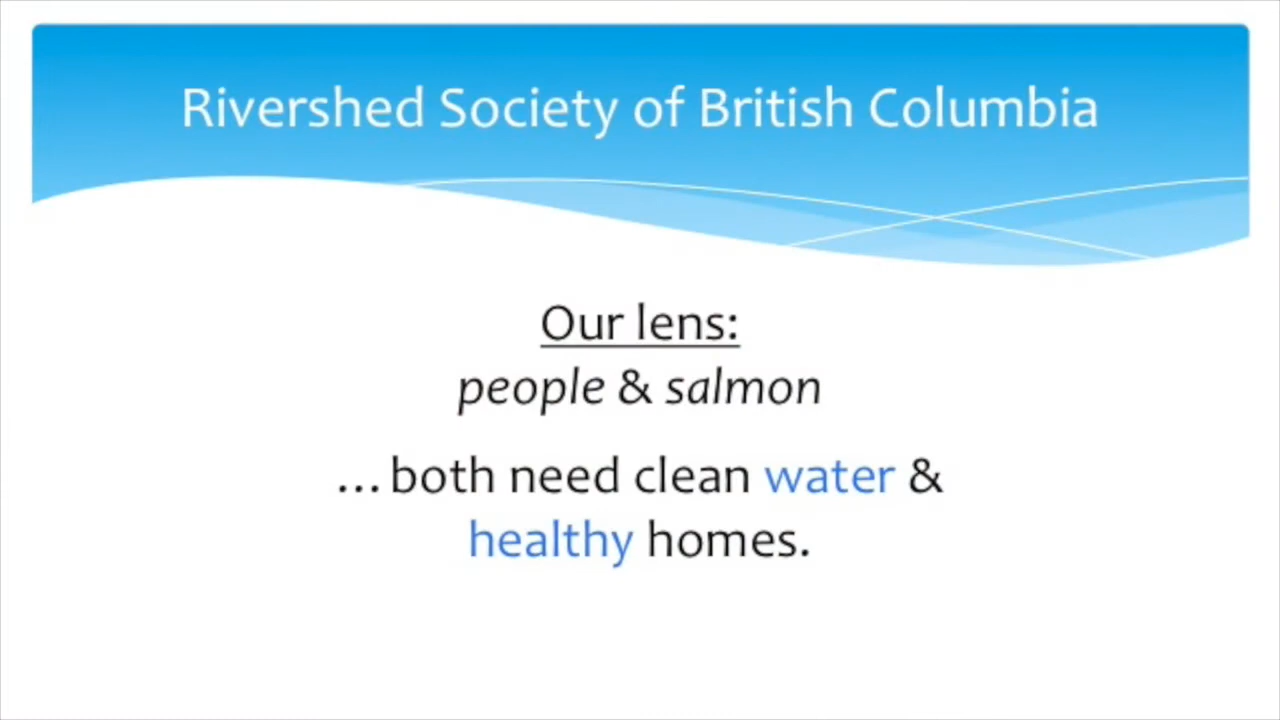 Rivershed Society of British Columbia
Our lens:
people & salmon
...both need clean water &
healthy homes.